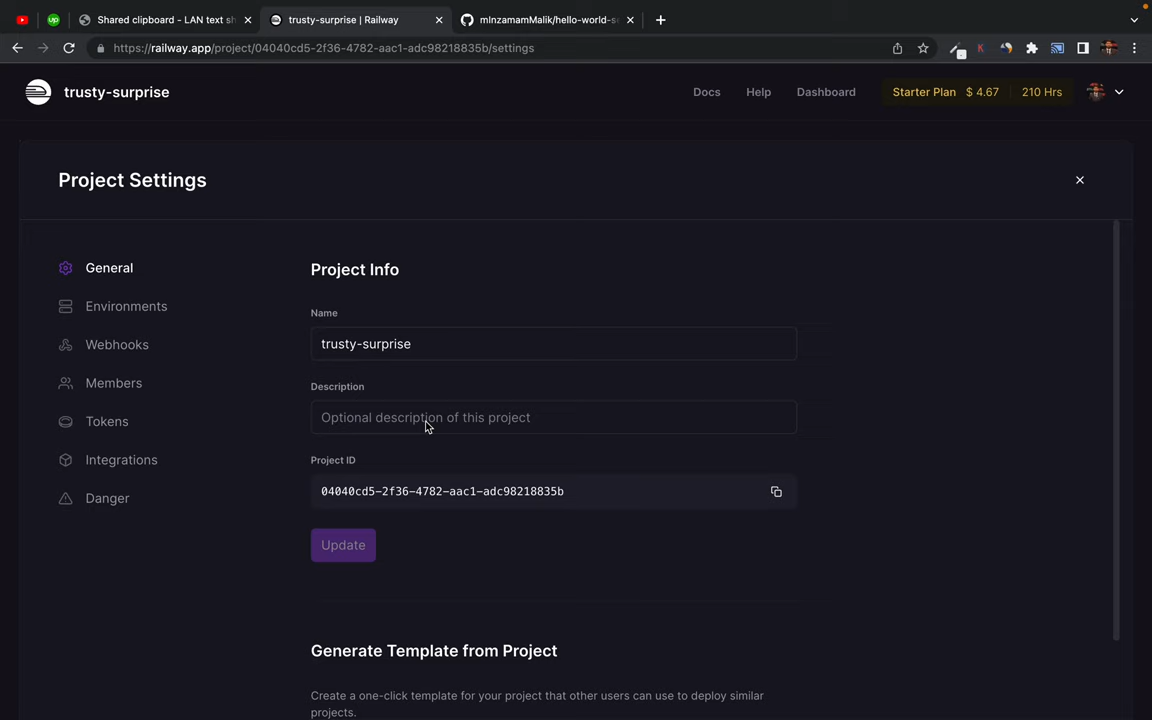 Shared clipboard - LAN text sh
trusty-surprise | Railway
mInzamamMalik/hello-world-se
https://railway.app/project/04040cd5-2f36-4782-aac1-adc98218835b/settings
trusty-surprise
Docs
Help
Dashboard
Starter Plan $ 4.67 210 Hrs
Project Settings
General
Environments
Webhooks
Members
Tokens
Integrations
Danger
Project Info
Name
trusty-surprise
Description
Optional description of this project
Project ID
04040cd5-2f36-4782-aac1-adc98218835b
Update
Generate Template from Project
Create a one-click template for your project that other users can use to deploy similar
projects.